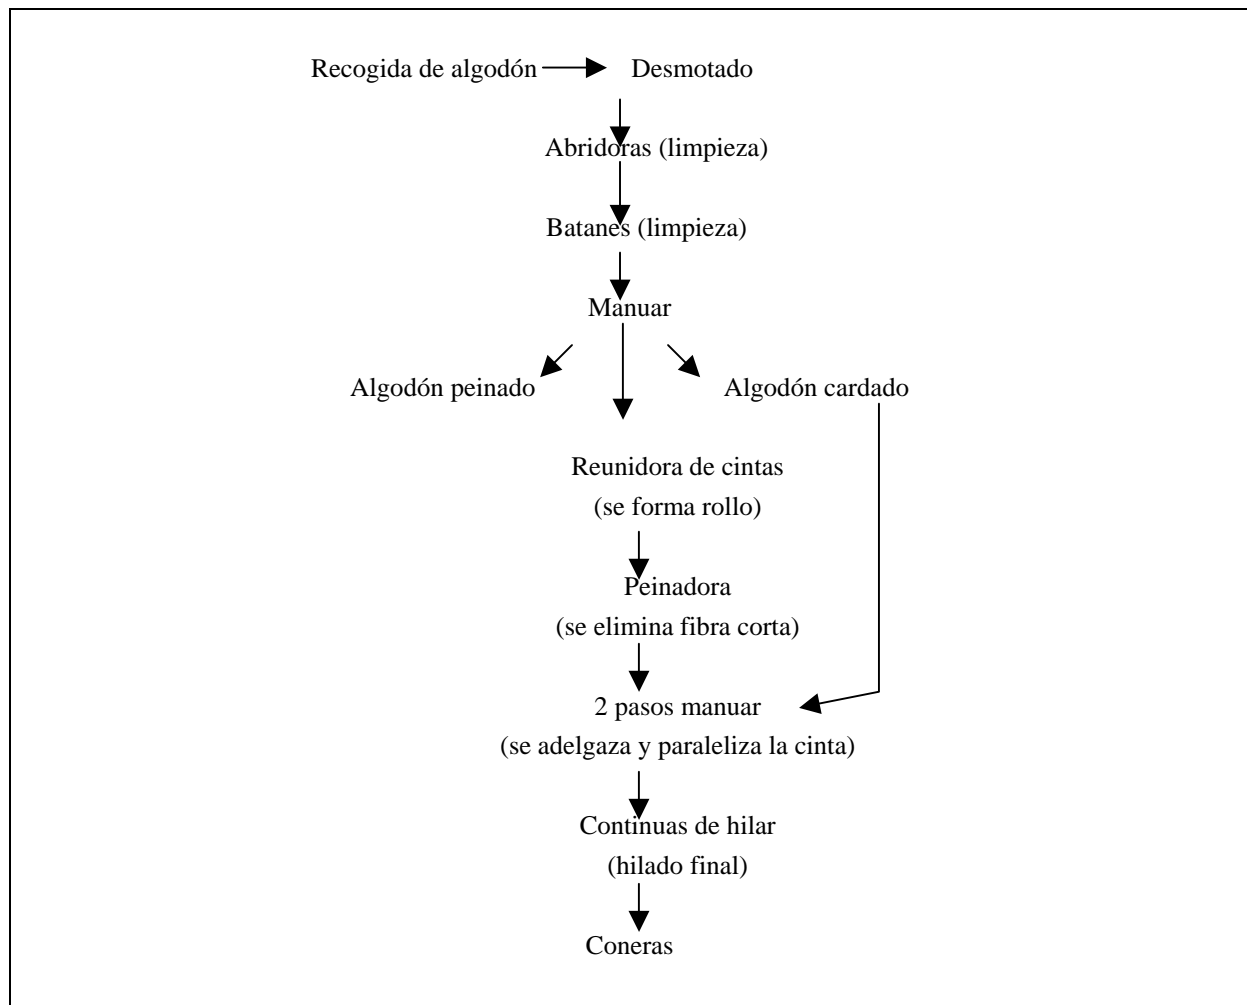 Recogida de algodón Desmotado
Abridoras (limpieza)
Batanes (limpieza)
Manuar
Algodón peinado Algodón cardado
Reunidora de cintas
(se forma rollo)
Peinadora
(se elimina fibra corta)
2 pasos manuar
(se adelgaza y paraleliza la cinta)
Continuas de hilar
(hilado final)
Coneras